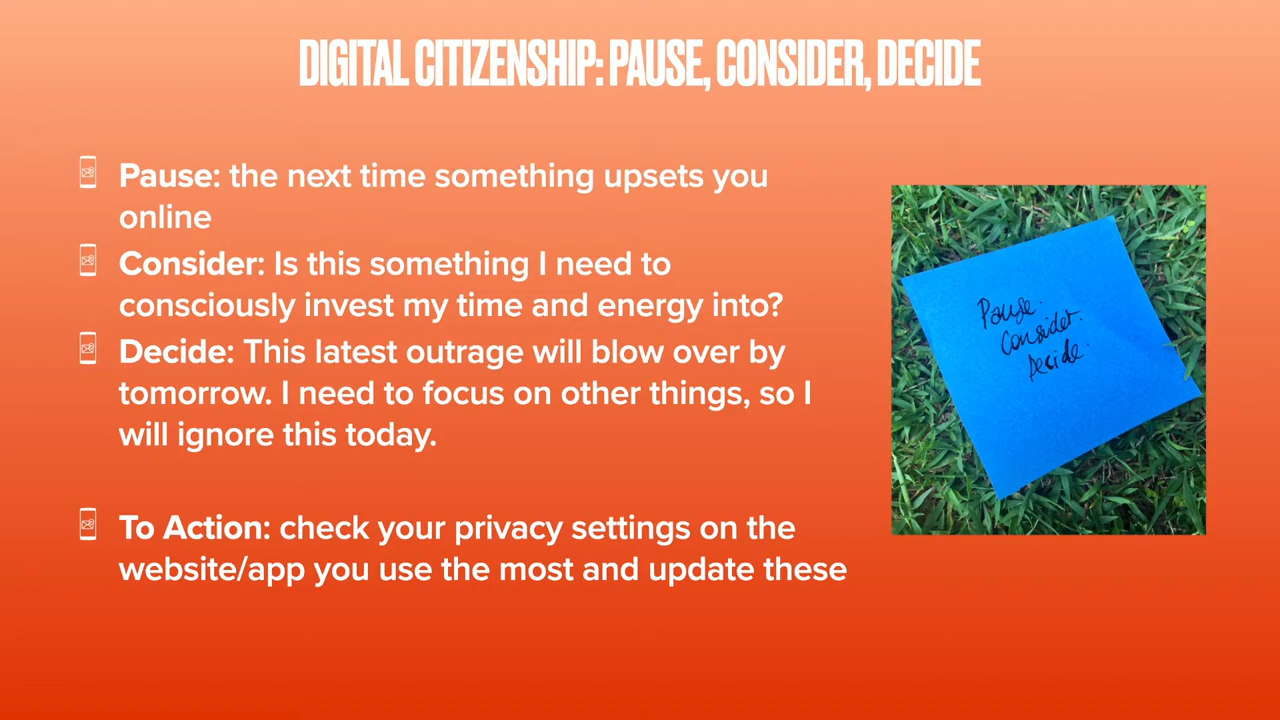 DIGITAL CITIZENSHIP: PAUSE, CONSIDER, DECIDE
Pause: the next time something upsets you
online
Consider: Is this something I need to
consciously invest my time and energy into?
Decide: This latest outrage will blow over by
tomorrow. I need to focus on other things, so I
will ignore this today.
To Action: check your privacy settings on the
website/app you use the most and update these
Pause.
Consider.
Decide.